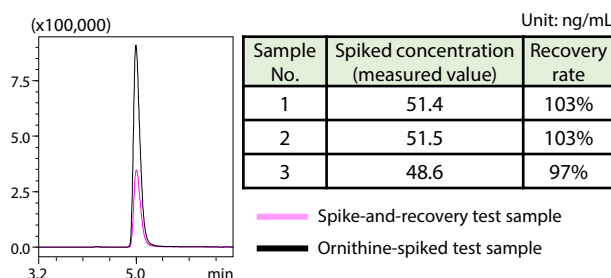 (x100,000)
7.5
5.0
2.5
0.0
3.2
5.0
min
Unit: ng/mL
Sample No.
Spiked concentration (measured value)
Recovery rate
1 51.4 103%
2 51.5 103%
3 48.6 97%
Spike-and-recovery test sample
Ornithine-spiked test sample